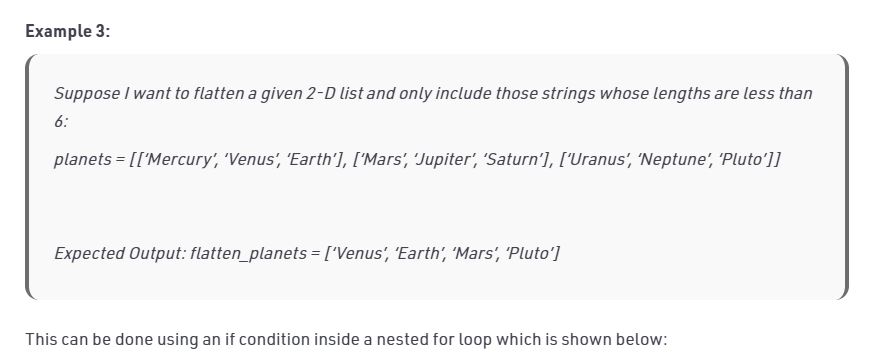 Example 3:
Suppose I want to flatten a given 2-D list and only include those strings whose lengths are less than
6:
planets = [[‘Mercury’, ‘Venus’, ‘Earth’], [‘Mars’, ‘Jupiter’, ‘Saturn’], [‘Uranus’, ‘Neptune’, ‘Pluto’]]
Expected Output: flatten_planets = [‘Venus’, ‘Earth’, ‘Mars’, ‘Pluto’]
This can be done using an if condition inside a nested for loop which is shown below: